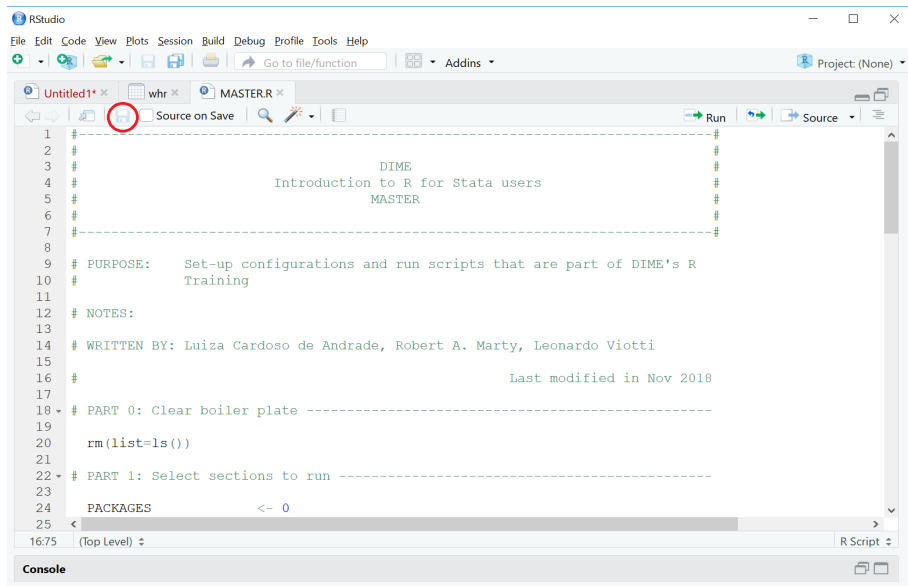 RStudio
File Edit Code View Plots Session Build Debug Profile Tools Help
Go to file/function Addins Project: (None)
Untitled1* whr MASTER.R
Source on Save Run Source
1 #------------------------------------------------------------------------------#
2 # #
3 # DIME #
4 # Introduction to R for Stata users #
5 # MASTER #
6 # #
7 #------------------------------------------------------------------------------#
8
9 # PURPOSE: Set-up configurations and run scripts that are part of DIME's R
10 # Training
11
12 # NOTES:
13
14 # WRITTEN BY: Luiza Cardoso de Andrade, Robert A. Marty, Leonardo Viotti
15
16 # Last modified in Nov 2018
17
18 # PART 0: Clear boiler plate --------------------------------------------------
19
20 rm(list=ls())
21
22 # PART 1: Select sections to run ----------------------------------------------
23
24 PACKAGES <- 0
25
16:75 (Top Level) R Script
Console